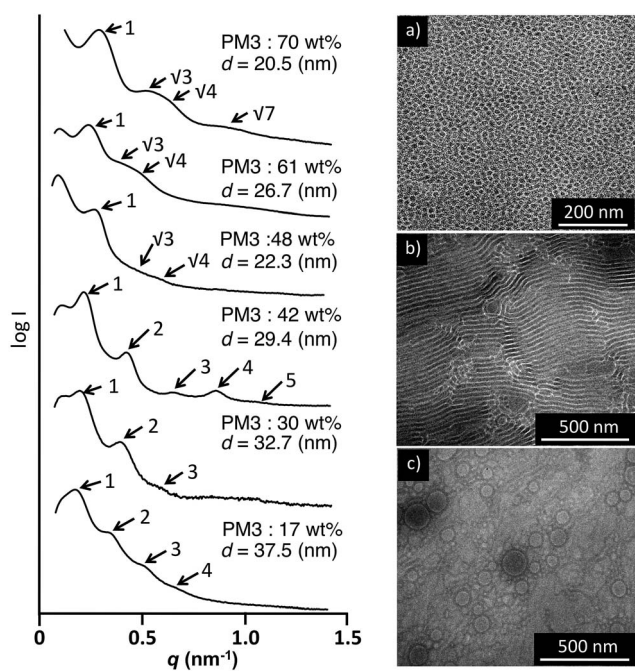 1
PM3 : 70 wt%
d = 20.5 (nm)
√3
√4
√7
1
PM3 : 61 wt%
d = 26.7 (nm)
√3
√4
1
PM3 :48 wt%
d = 22.3 (nm)
√3
√4
1
PM3 : 42 wt%
d = 29.4 (nm)
2
3
4
5
1
PM3 : 30 wt%
d = 32.7 (nm)
2
3
1
PM3 : 17 wt%
d = 37.5 (nm)
2
3
4
log I
0
0.5
1.0
1.5
q (nm⁻¹)
a)
200 nm
b)
500 nm
c)
500 nm